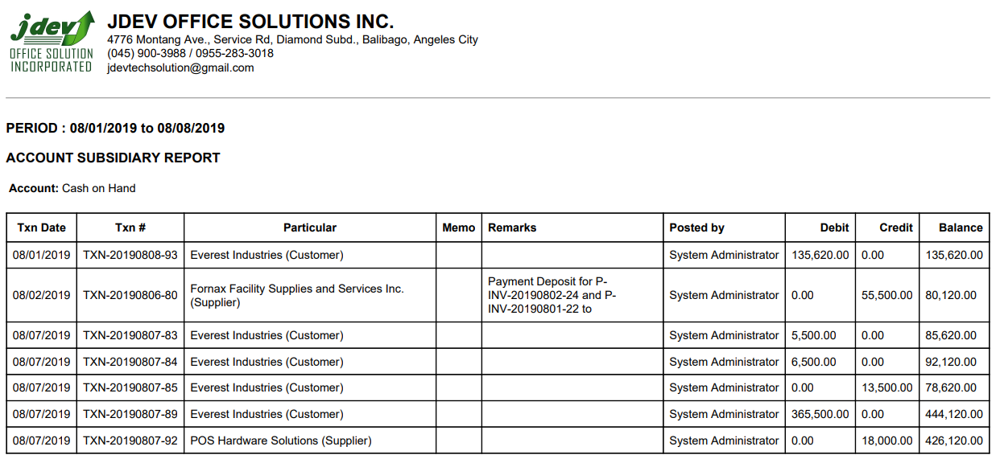 jdev
OFFICE SOLUTION
INCORPORATED
JDEV OFFICE SOLUTIONS INC.
4776 Montang Ave., Service Rd, Diamond Subd., Balibago, Angeles City
(045) 900-3988 / 0955-283-3018
jdevtechsolution@gmail.com
PERIOD : 08/01/2019 to 08/08/2019
ACCOUNT SUBSIDIARY REPORT
Account: Cash on Hand
Txn Date Txn # Particular Memo Remarks Posted by Debit Credit Balance
08/01/2019 TXN-20190808-93 Everest Industries (Customer) System Administrator 135,620.00 0.00 135,620.00
08/02/2019 TXN-20190806-80 Fornax Facility Supplies and Services Inc.
(Supplier)
Payment Deposit for P-
INV-20190802-24 and P-
INV-20190801-22 to
System Administrator 0.00 55,500.00 80,120.00
08/07/2019 TXN-20190807-83 Everest Industries (Customer) System Administrator 5,500.00 0.00 85,620.00
08/07/2019 TXN-20190807-84 Everest Industries (Customer) System Administrator 6,500.00 0.00 92,120.00
08/07/2019 TXN-20190807-85 Everest Industries (Customer) System Administrator 0.00 13,500.00 78,620.00
08/07/2019 TXN-20190807-89 Everest Industries (Customer) System Administrator 365,500.00 0.00 444,120.00
08/07/2019 TXN-20190807-92 POS Hardware Solutions (Supplier) System Administrator 0.00 18,000.00 426,120.00